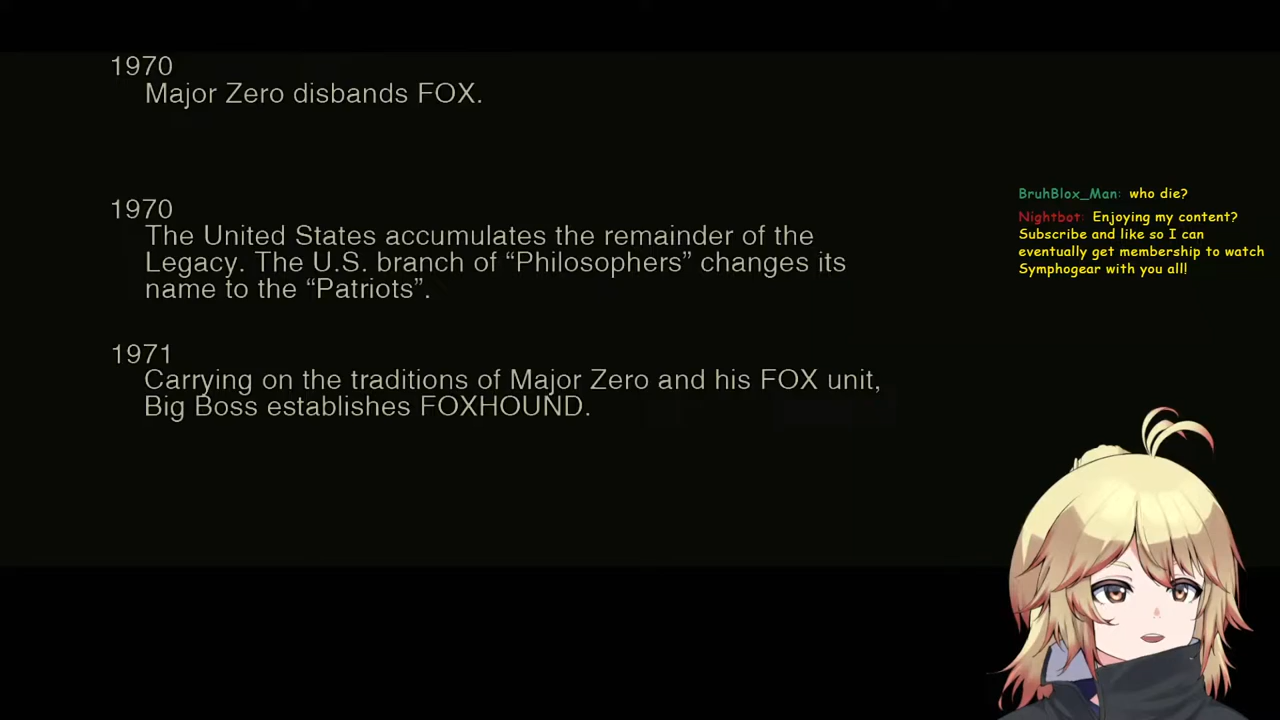 1970
Major Zero disbands FOX.
1970
The United States accumulates the remainder of the
Legacy. The U.S. branch of “Philosophers” changes its
name to the “Patriots”.
1971
Carrying on the traditions of Major Zero and his FOX unit,
Big Boss establishes FOXHOUND.
BruhBlox_Man: who die?
Nightbot: Enjoying my content?
Subscribe and like so I can
eventually get membership to watch
Symphogear with you all!